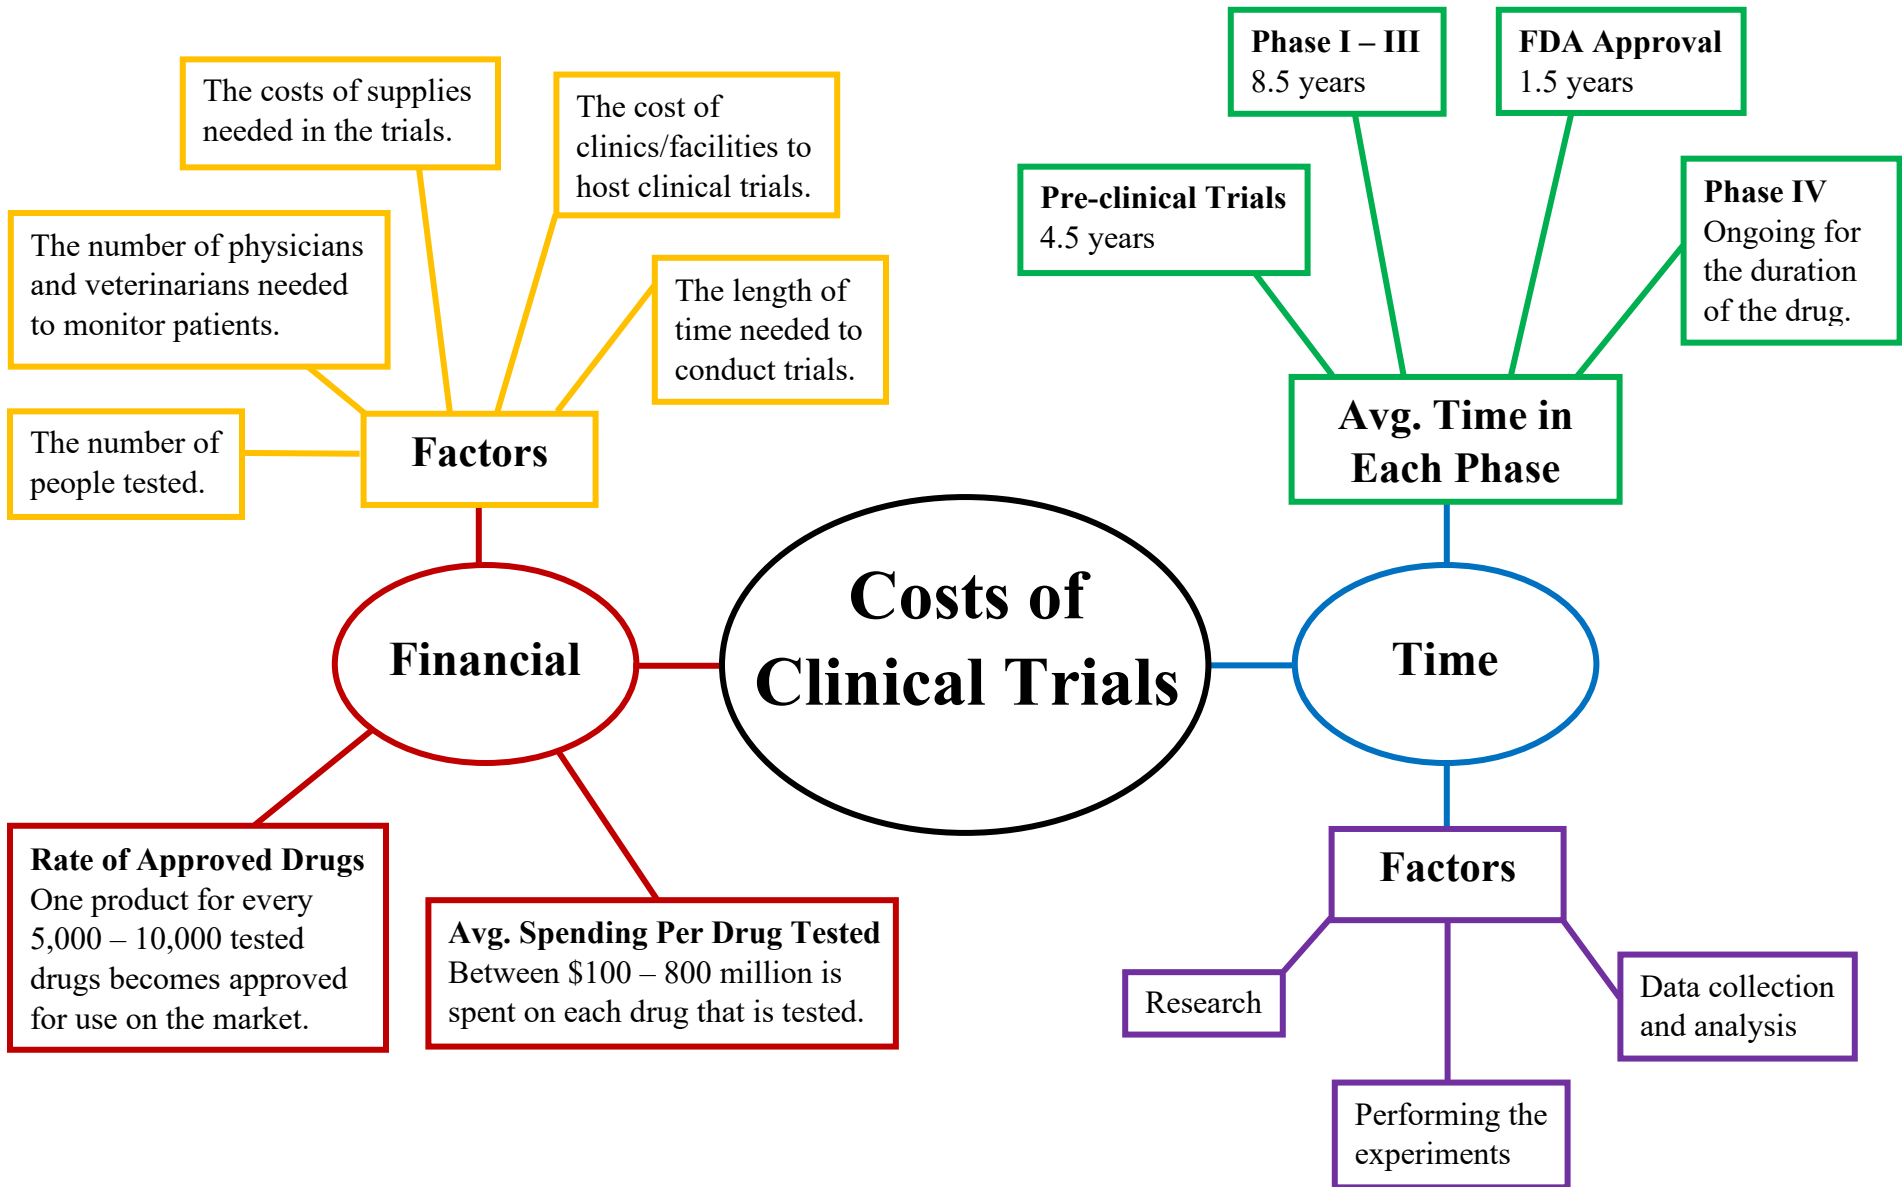 Costs of
Clinical Trials
Financial
Factors
The number of
people tested.
The number of physicians
and veterinarians needed
to monitor patients.
The costs of supplies
needed in the trials.
The cost of
clinics/facilities to
host clinical trials.
The length of
time needed to
conduct trials.
Rate of Approved Drugs
One product for every
5,000 – 10,000 tested
drugs becomes approved
for use on the market.
Avg. Spending Per Drug Tested
Between $100 – 800 million is
spent on each drug that is tested.
Time
Avg. Time in
Each Phase
Pre-clinical Trials
4.5 years
Phase I – III
8.5 years
FDA Approval
1.5 years
Phase IV
Ongoing for
the duration
of the drug.
Factors
Research
Performing the
experiments
Data collection
and analysis